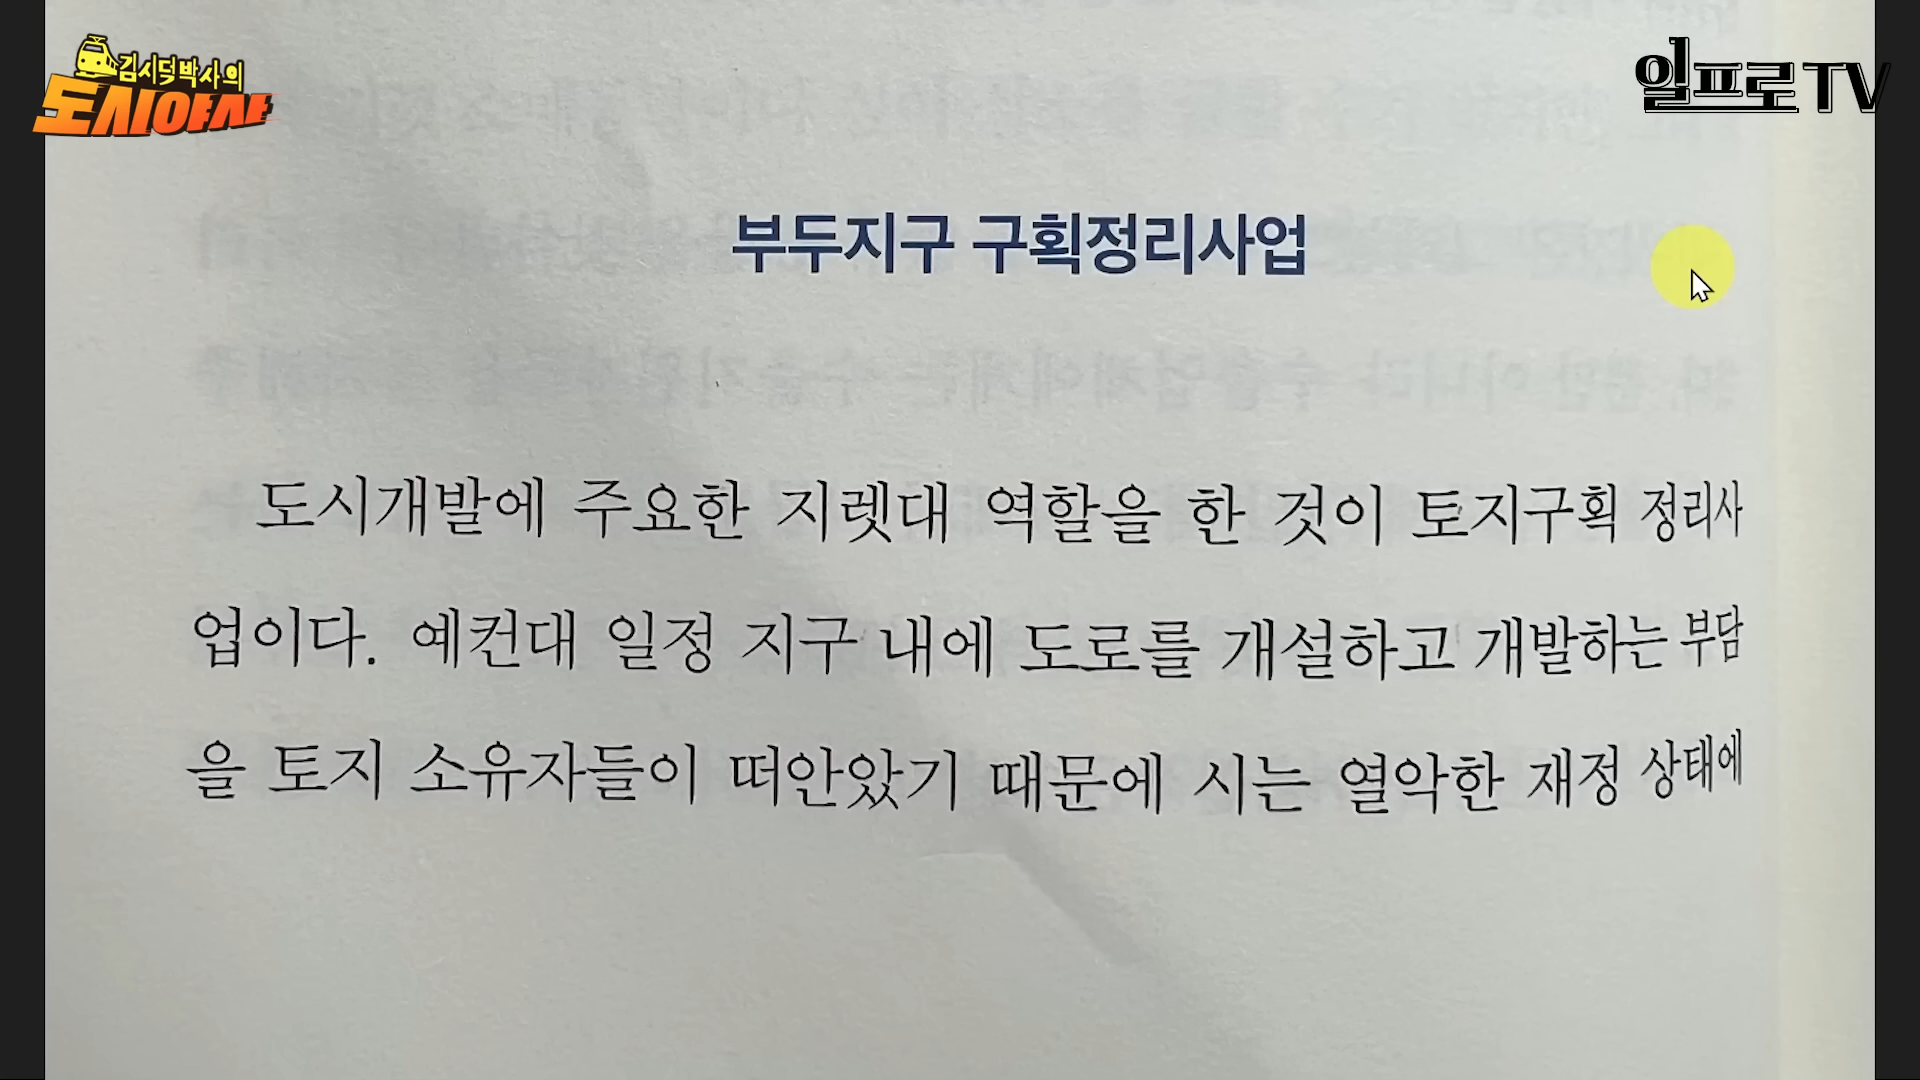 김시덕박사의
도시야사
일프로TV
부두지구 구획정리사업
도시개발에 주요한 지렛대 역할을 한 것이 토지구획 정리사
업이다. 예컨대 일정 지구 내에 도로를 개설하고 개발하는 부담
을 토지 소유자들이 떠안았기 때문에 시는 열악한 재정 상태에